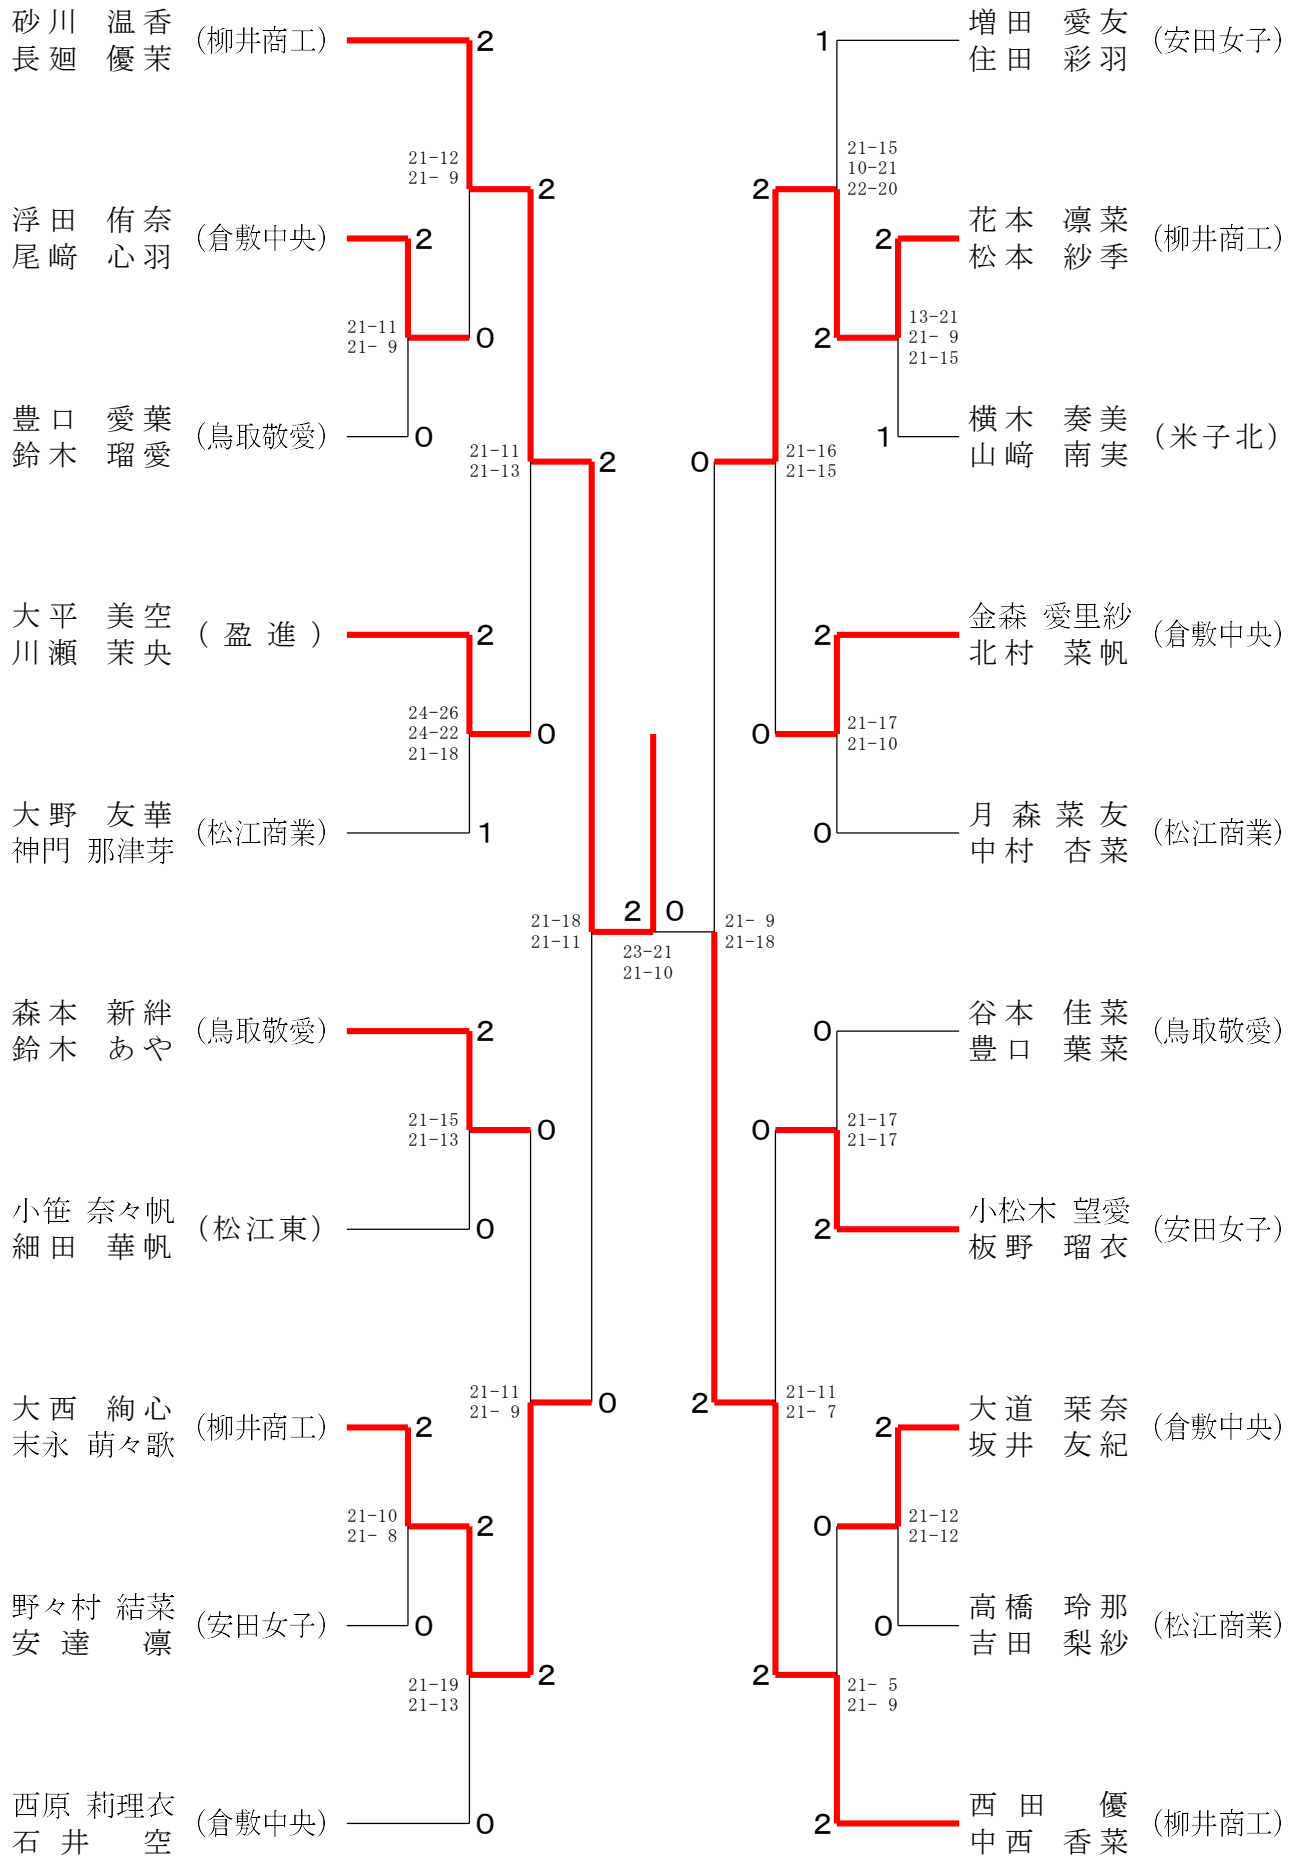 砂川 温香
長廻 優茉
(柳井商工)
2
21-12
21- 9
2
浮田 侑奈
尾﨑 心羽
(倉敷中央)
2
21-11
21- 9
0
豊口 愛葉
鈴木 瑠愛
(鳥取敬愛)
0
21-11
21-13
2
大平 美空
川瀬 茉央
(盈進)
2
24-26
24-22
21-18
0
大野 友華
神門 那津芽
(松江商業)
1
21-18
21-11
2
0
23-21
21-10
森本 新絆
鈴木 あや
(鳥取敬愛)
2
21-15
21-13
0
小笹 奈々帆
細田 華帆
(松江東)
0
21-11
21- 9
0
大西 絢心
末永 萌々歌
(柳井商工)
2
21-10
21- 8
2
野々村 結菜
安達 凛
(安田女子)
0
21-19
21-13
2
西原 莉理衣
石井 空
(倉敷中央)
0
1
増田 愛友
住田 彩羽
(安田女子)
21-15
10-21
22-20
2
2
花本 凛菜
松本 紗季
(柳井商工)
2
13-21
21- 9
21-15
1
横木 奏美
山﨑 南実
(米子北)
0
21-16
21-15
2
金森 愛里紗
北村 菜帆
(倉敷中央)
0
21-17
21-10
0
月森 菜友
中村 杏菜
(松江商業)
21- 9
21-18
0
谷本 佳菜
豊口 葉菜
(鳥取敬愛)
0
21-17
21-17
2
小松木 望愛
板野 瑠衣
(安田女子)
2
21-11
21- 7
2
大道 栞奈
坂井 友紀
(倉敷中央)
0
21-12
21-12
0
高橋 玲那
吉田 梨紗
(松江商業)
2
21- 5
21- 9
2
西田 優
中西 香菜
(柳井商工)